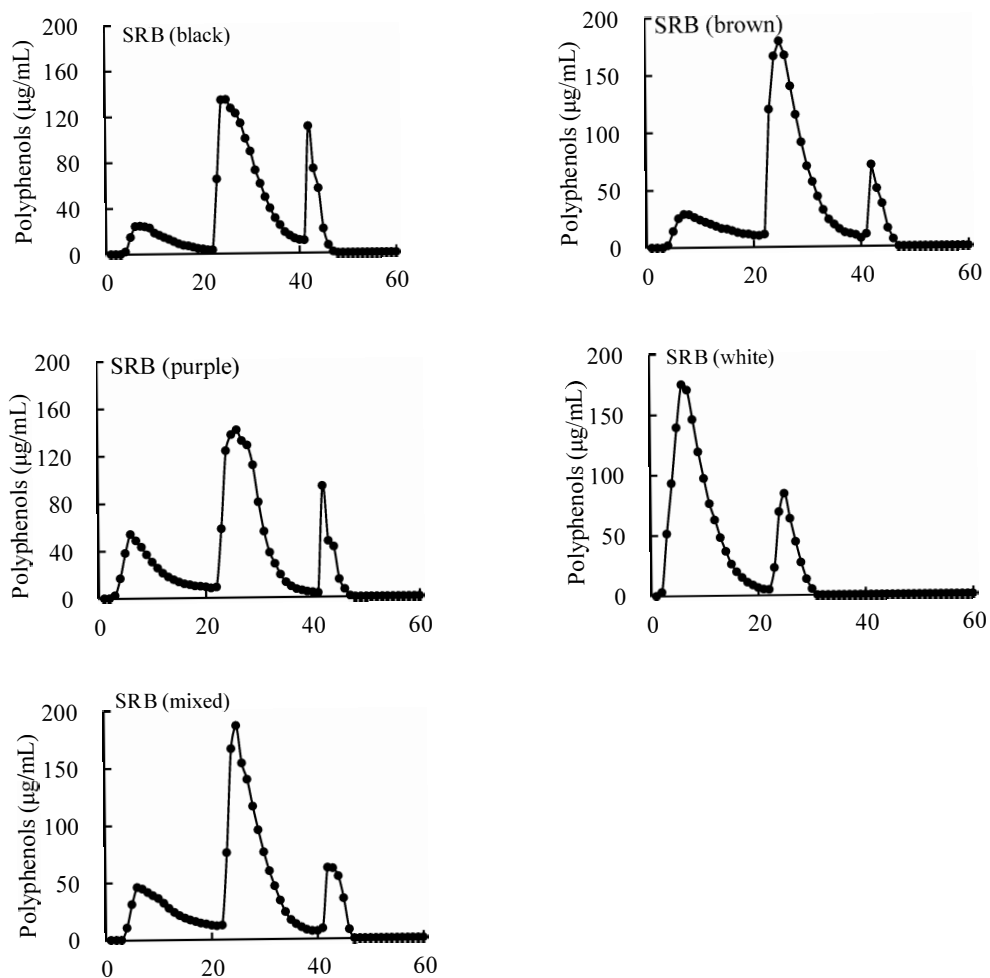 SRB (black)
Polyphenols (µg/mL)
200
160
120
80
40
0
0 20 40 60
SRB (brown)
Polyphenols (µg/mL)
200
150
100
50
0
0 20 40 60
SRB (purple)
Polyphenols (µg/mL)
200
160
120
80
40
0
0 20 40 60
SRB (white)
Polyphenols (µg/mL)
200
150
100
50
0
0 20 40 60
SRB (mixed)
Polyphenols (µg/mL)
200
150
100
50
0
0 20 40 60